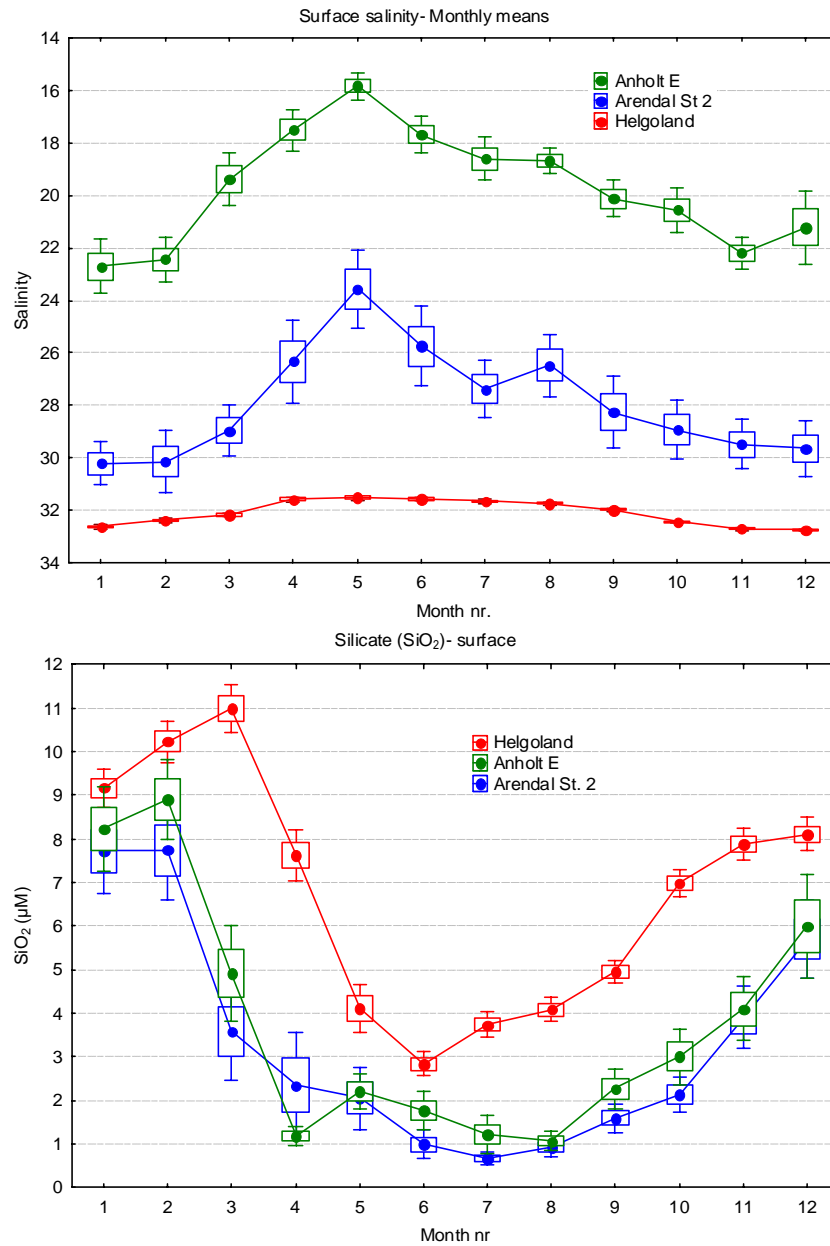 Surface salinity- Monthly means
14
16
18
20
22
24
26
28
30
32
34
Salinity
Anholt E
Arendal St 2
Helgoland
1 2 3 4 5 6 7 8 9 10 11 12
Month nr.
Silicate (SiO₂)- surface
12
11
10
9
8
7
6
5
4
3
2
1
0
SiO₂ (µM)
Helgoland
Anholt E
Arendal St. 2
1 2 3 4 5 6 7 8 9 10 11 12
Month nr